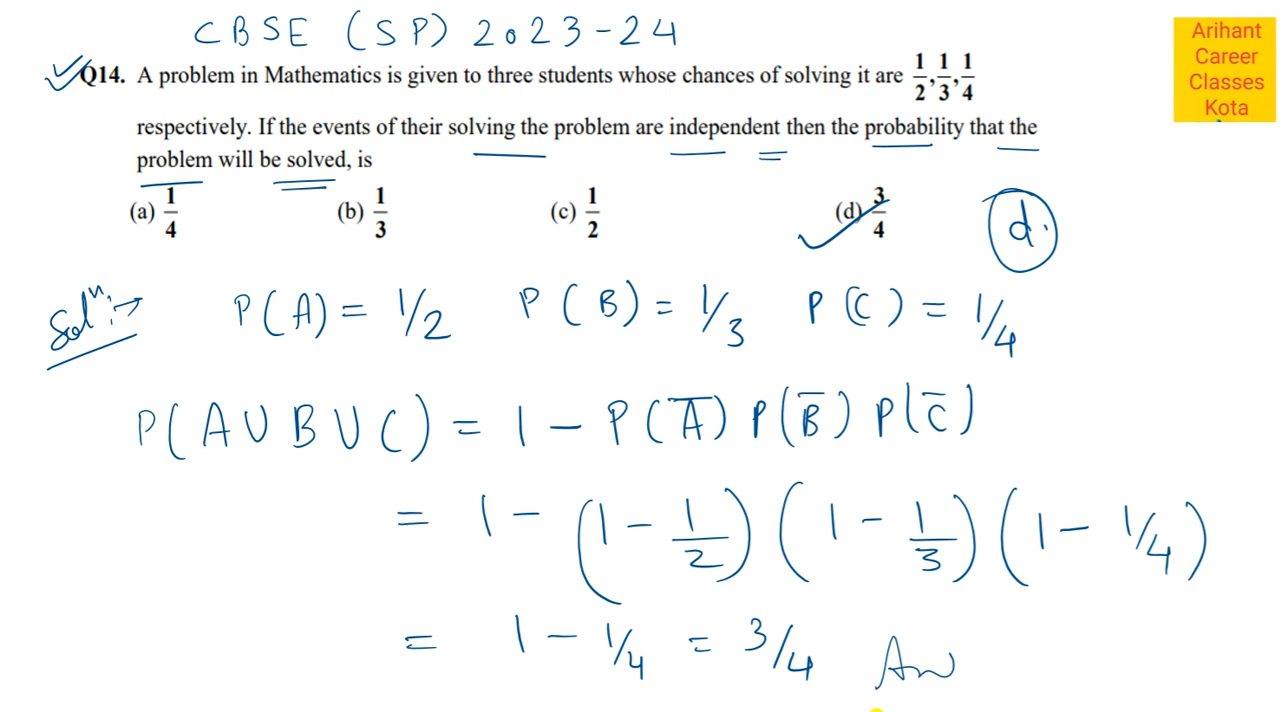 CBSE (SP) 2023-24
Arihant
Career
Classes
Kota
Q14. A problem in Mathematics is given to three students whose chances of solving it are 1/2, 1/3, 1/4
respectively. If the events of their solving the problem are independent then the probability that the
problem will be solved, is
(a) 1/4 (b) 1/3 (c) 1/2 (d) 3/4 d.
Solⁿ:→ P(A) = 1/2 P(B) = 1/3 P(C) = 1/4
P(A∪B∪C) = 1 - P(A̅) P(B̅) P(C̅)
= 1 - (1 - 1/2) (1 - 1/3) (1 - 1/4)
= 1 - 1/4 = 3/4 Ans